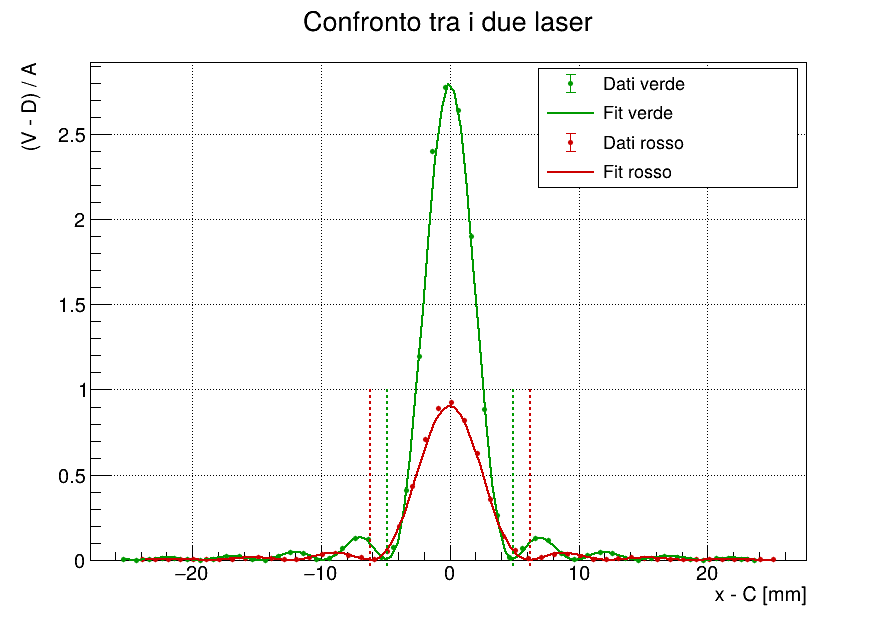 Confronto tra i due laser
(V - D) / A
Dati verde
Fit verde
Dati rosso
Fit rosso
2.5
2
1.5
1
0.5
0
−20
−10
0
10
20
x - C [mm]